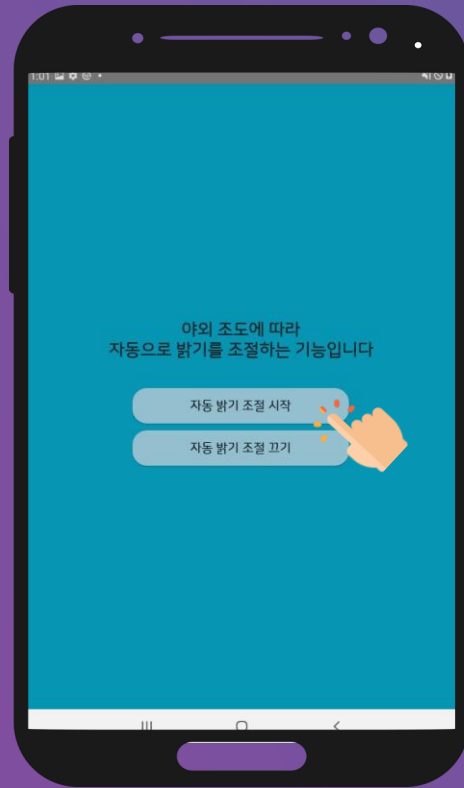 1:01
야외 조도에 따라
자동으로 밝기를 조절하는 기능입니다
자동 밝기 조절 시작
자동 밝기 조절 끄기